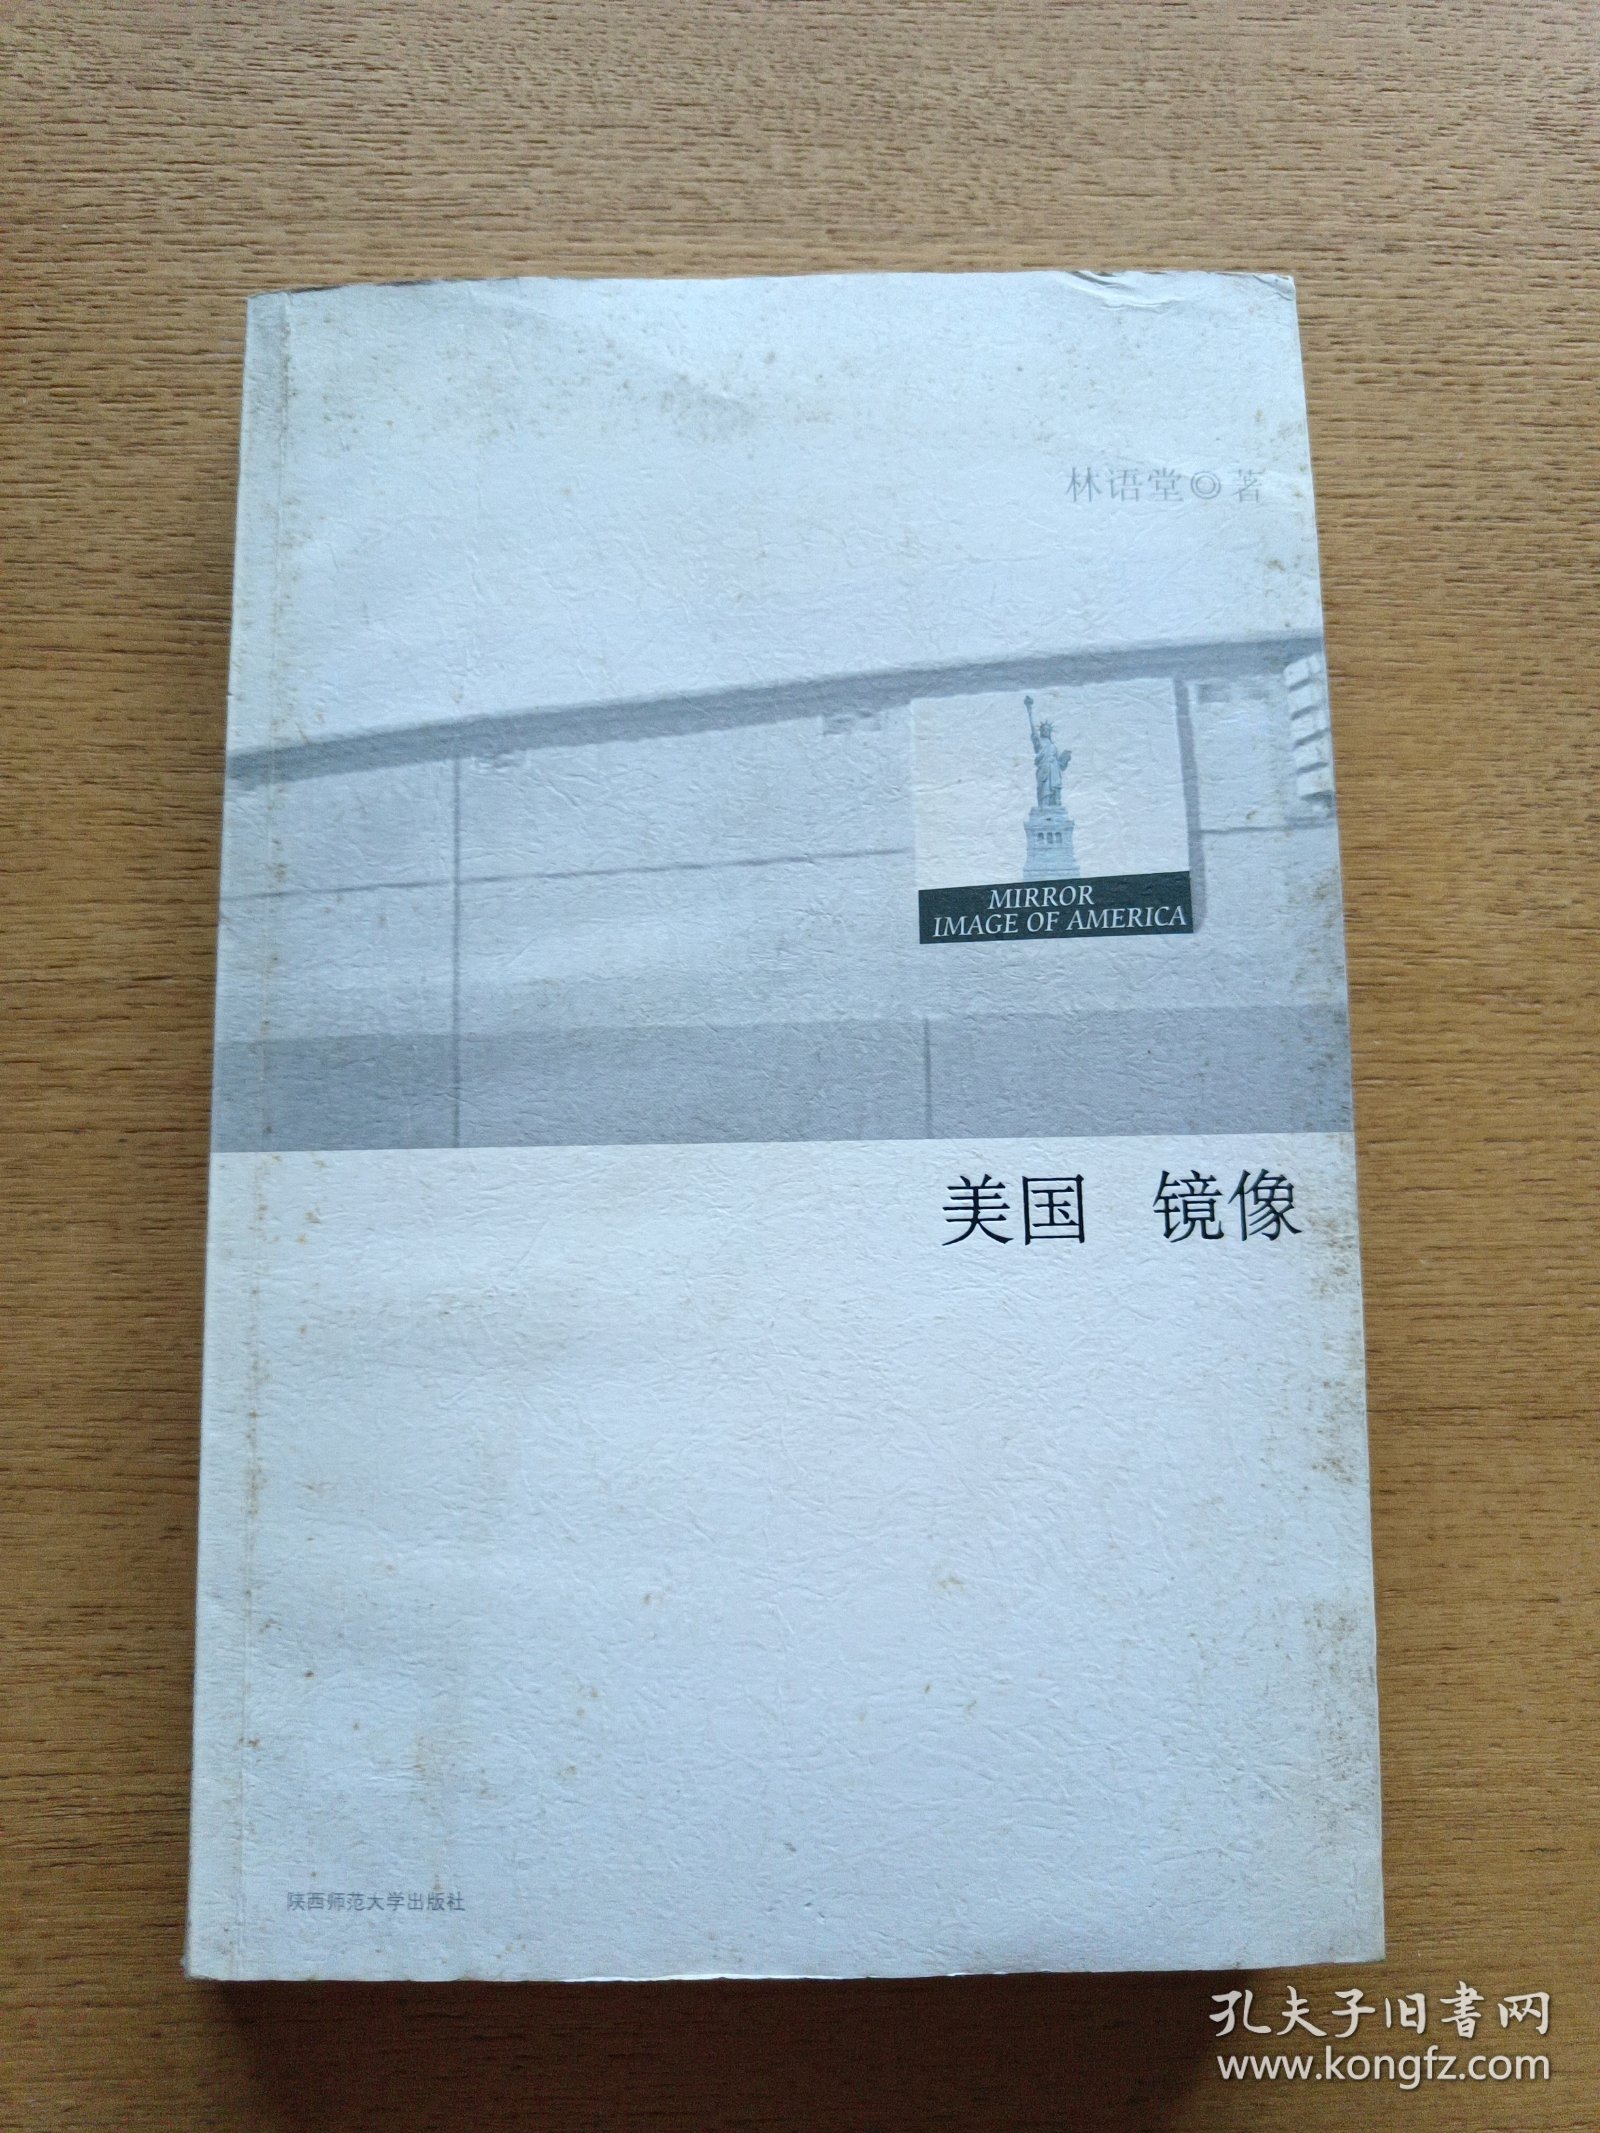 林语堂◎著
MIRROR
IMAGE OF AMERICA
美国 镜像
陕西师范大学出版社
孔夫子旧书网
www.kongfz.com